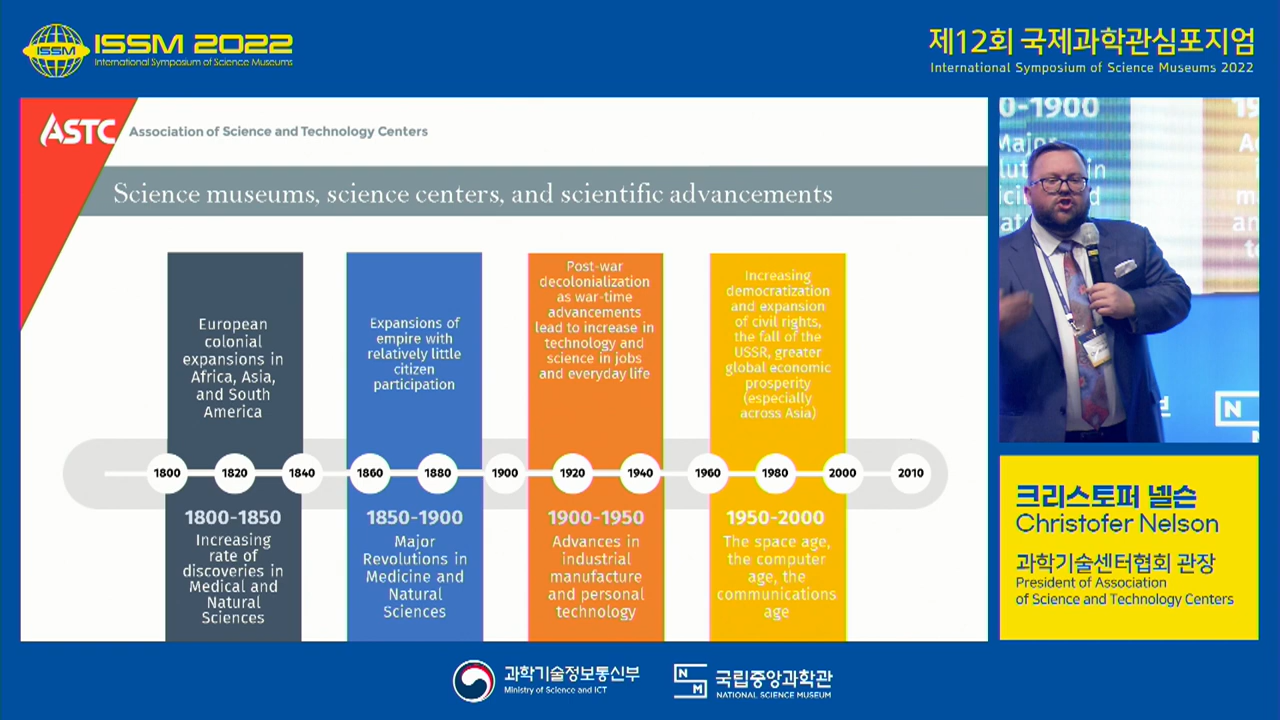 ISSM
ISSM 2022
International Symposium of Science Museums
제12회 국제과학관심포지엄
International Symposium of Science Museums 2022
ASTC
Association of Science and Technology Centers
Science museums, science centers, and scientific advancements
European
colonial
expansions in
Africa, Asia,
and South
America
Expansions of
empire with
relatively little
citizen
participation
Post-war
decolonialization
as war-time
advancements
lead to increase in
technology and
science in jobs
and everyday life
Increasing
democratization
and expansion
of civil rights,
the fall of the
USSR, greater
global economic
prosperity
(especially
across Asia)
1800 1820 1840 1860 1880 1900 1920 1940 1960 1980 2000 2010
1800-1850
Increasing
rate of
discoveries in
Medical and
Natural
Sciences
1850-1900
Major
Revolutions in
Medicine and
Natural
Sciences
1900-1950
Advances in
industrial
manufacture
and personal
technology
1950-2000
The space age,
the computer
age, the
communications
age
0-1900
Major
N
크리스토퍼 넬슨
Christofer Nelson
과학기술센터협회 관장
President of Association
of Science and Technology Centers
과학기술정보통신부
Ministry of Science and ICT
N
S
M
국립중앙과학관
NATIONAL SCIENCE MUSEUM